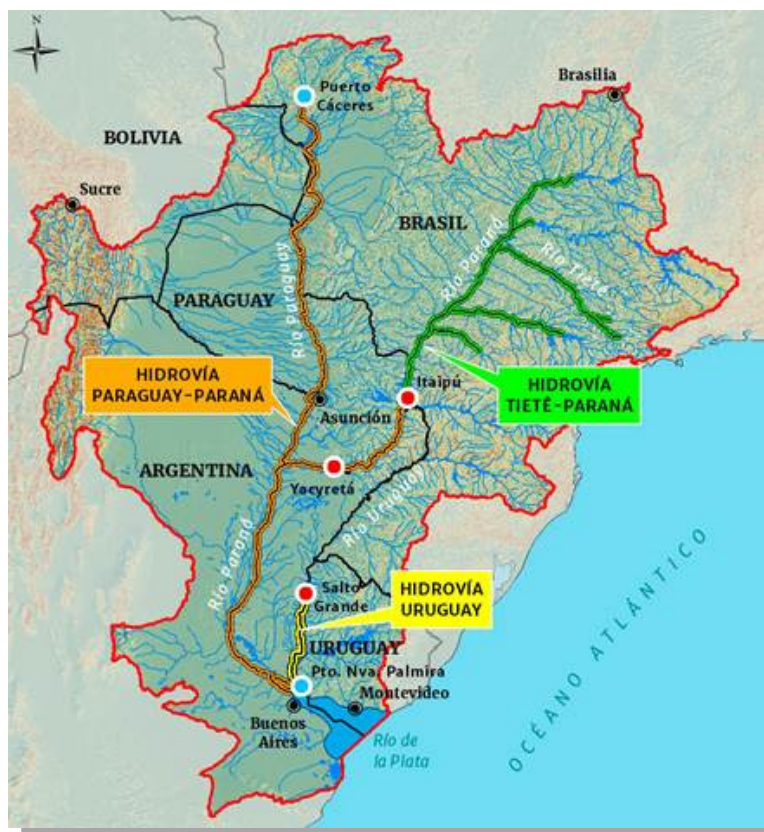 N
Brasilia
Puerto
Cáceres
BOLIVIA
Sucre
BRASIL
Río Paraná
Río Tieté
Río Paraguay
PARAGUAY
HIDROVÍA
PARAGUAY-PARANÁ
Itaipú
HIDROVÍA
TIETÊ-PARANÁ
Asunción
ARGENTINA
Yacyretá
Río Uruguay
Río Paraná
Salto
Grande
HIDROVÍA
URUGUAY
URUGUAY
Pto. Nva. Palmira
Montevideo
Buenos
Aires
Río de
la Plata
OCÉANO ATLÁNTICO